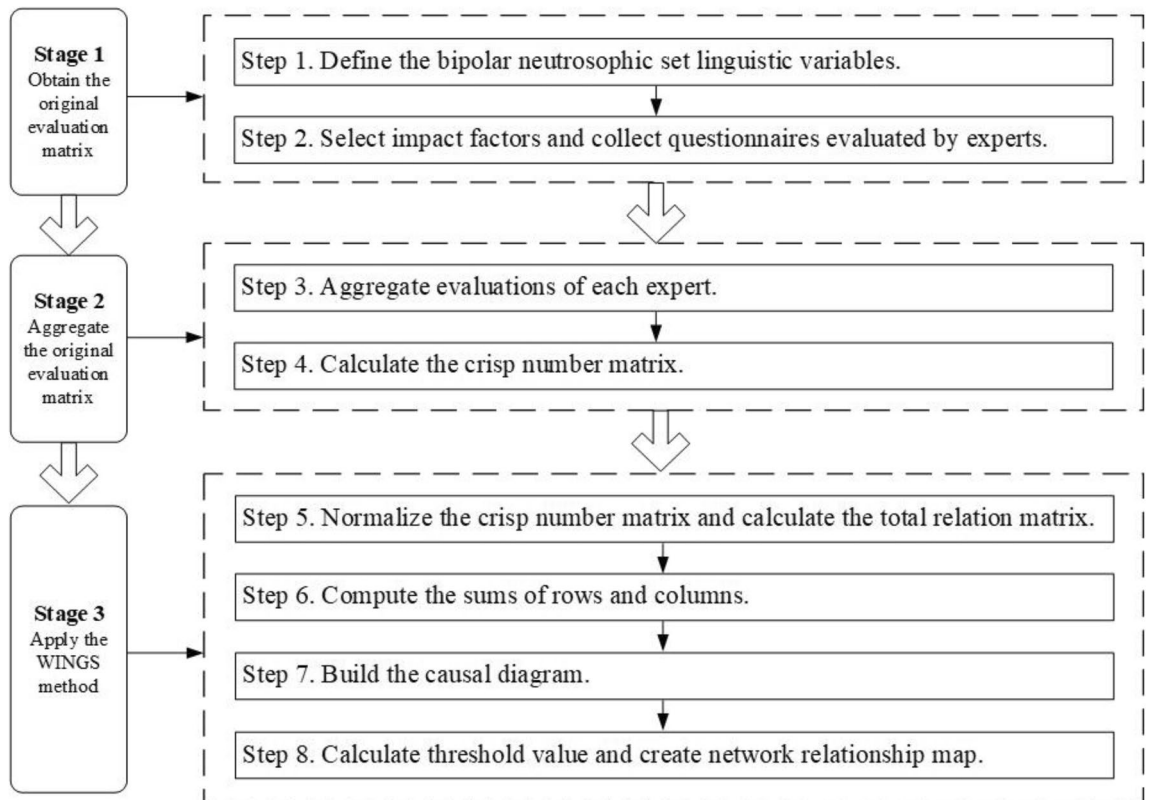 Stage 1
Obtain the
original
evaluation
matrix
Step 1. Define the bipolar neutrosophic set linguistic variables.
Step 2. Select impact factors and collect questionnaires evaluated by experts.
Stage 2
Aggregate
the original
evaluation
matrix
Step 3. Aggregate evaluations of each expert.
Step 4. Calculate the crisp number matrix.
Stage 3
Apply the
WINGS
method
Step 5. Normalize the crisp number matrix and calculate the total relation matrix.
Step 6. Compute the sums of rows and columns.
Step 7. Build the causal diagram.
Step 8. Calculate threshold value and create network relationship map.